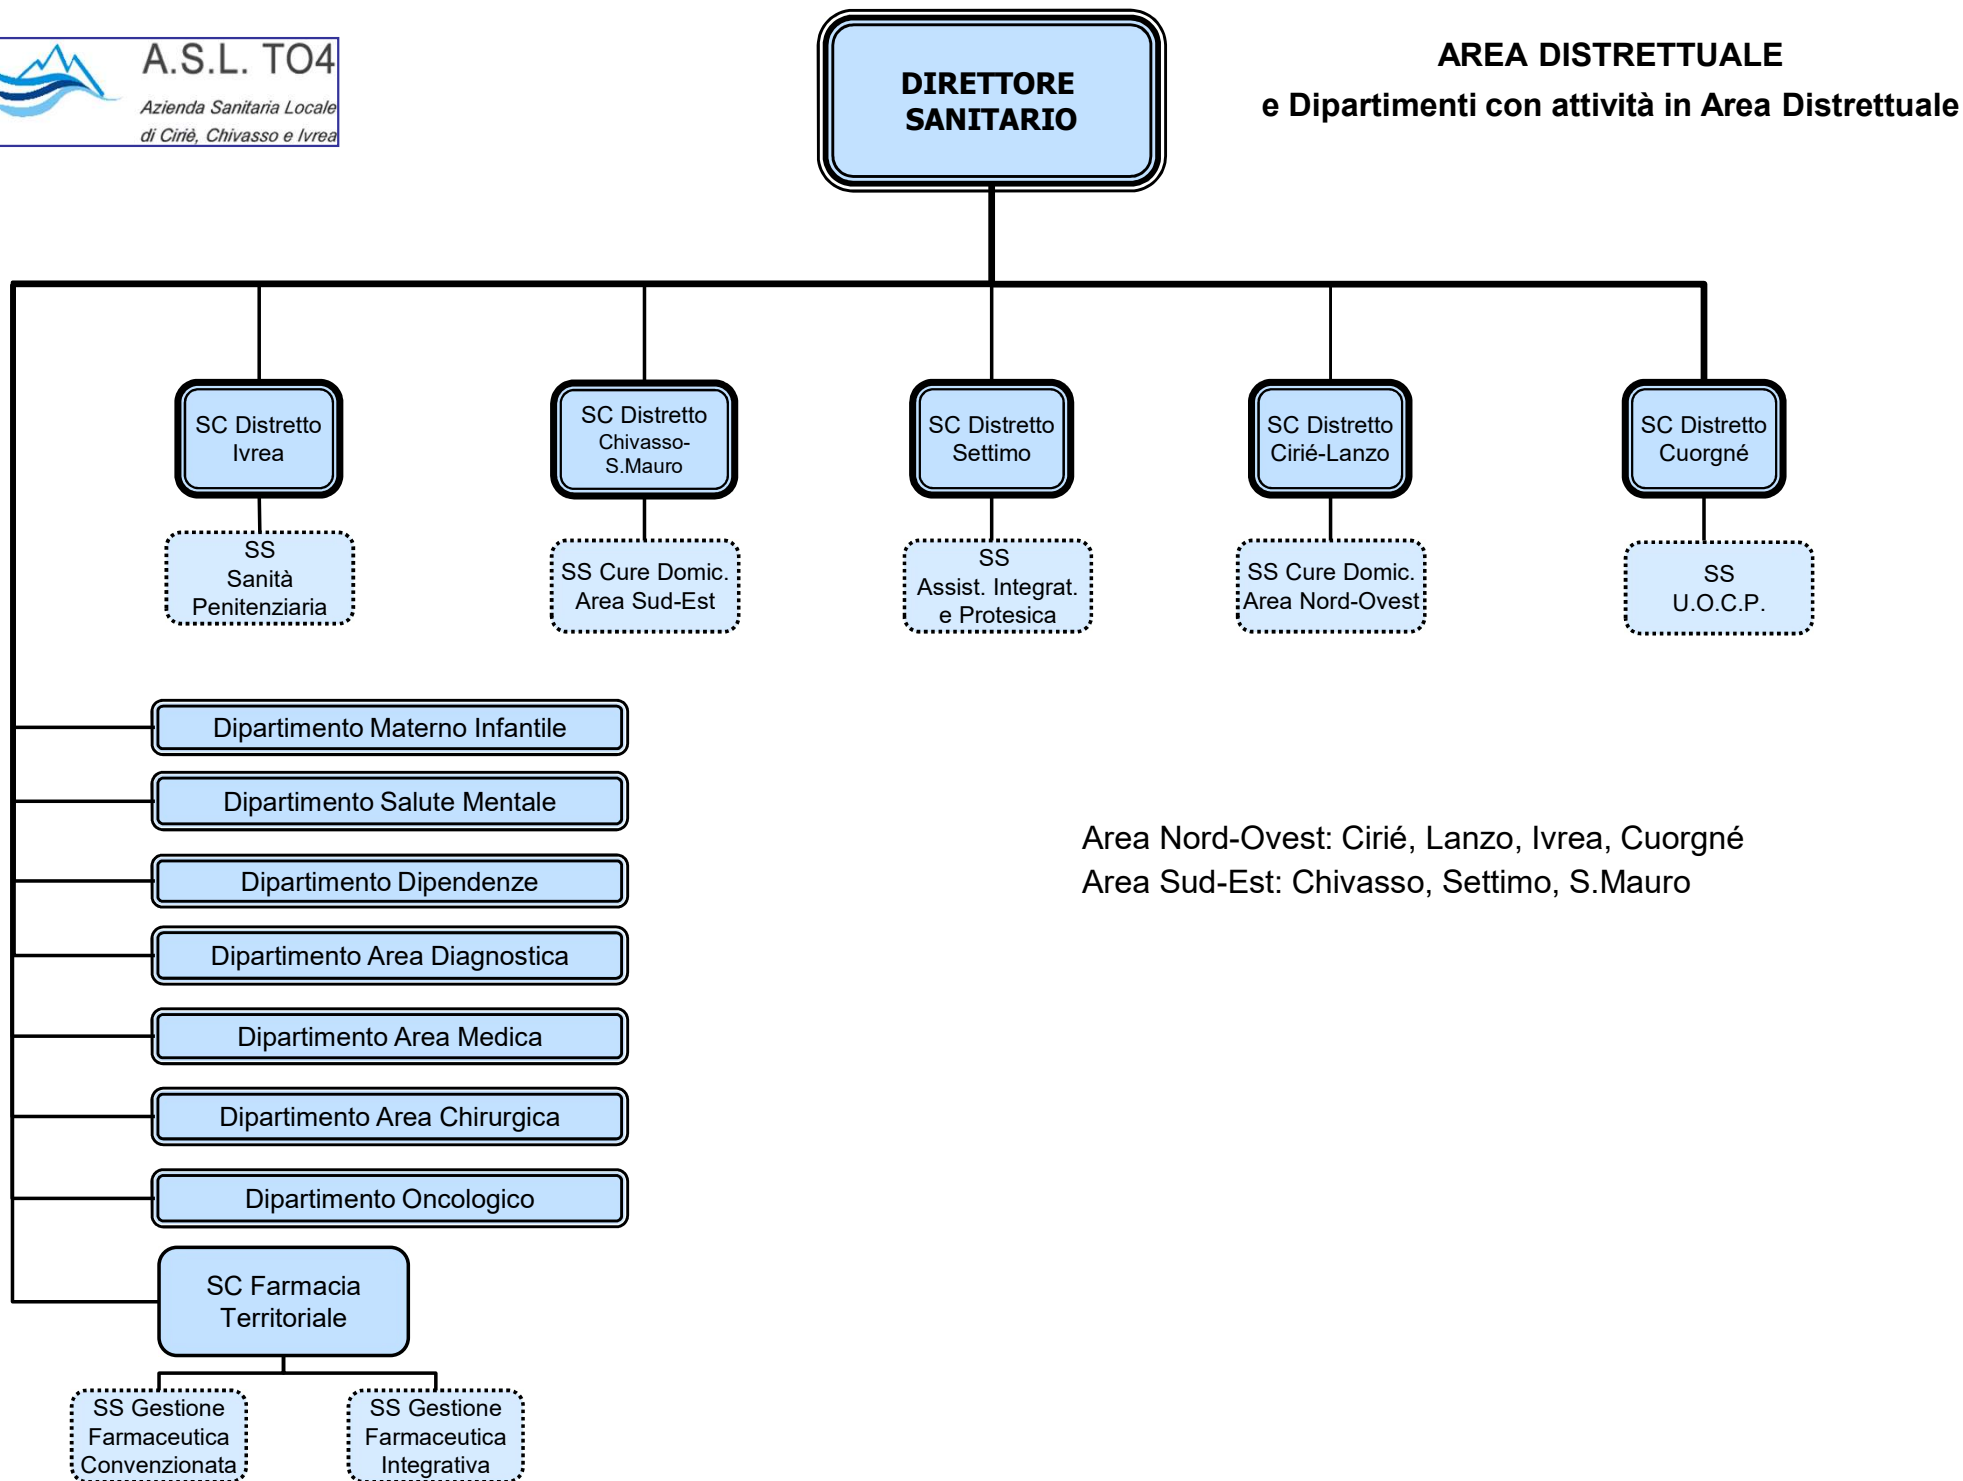 A.S.L. TO4
Azienda Sanitaria Locale
di Ciriè, Chivasso e Ivrea
DIRETTORE
SANITARIO
AREA DISTRETTUALE
e Dipartimenti con attività in Area Distrettuale
SC Distretto
Ivrea
SC Distretto
Chivasso-
S.Mauro
SC Distretto
Settimo
SC Distretto
Cirié-Lanzo
SC Distretto
Cuorgné
SS
Sanità
Penitenziaria
SS Cure Domic.
Area Sud-Est
SS
Assist. Integrat.
e Protesica
SS Cure Domic.
Area Nord-Ovest
SS
U.O.C.P.
Dipartimento Materno Infantile
Dipartimento Salute Mentale
Dipartimento Dipendenze
Dipartimento Area Diagnostica
Dipartimento Area Medica
Dipartimento Area Chirurgica
Dipartimento Oncologico
Area Nord-Ovest: Cirié, Lanzo, Ivrea, Cuorgné
Area Sud-Est: Chivasso, Settimo, S.Mauro
SC Farmacia
Territoriale
SS Gestione
Farmaceutica
Convenzionata
SS Gestione
Farmaceutica
Integrativa